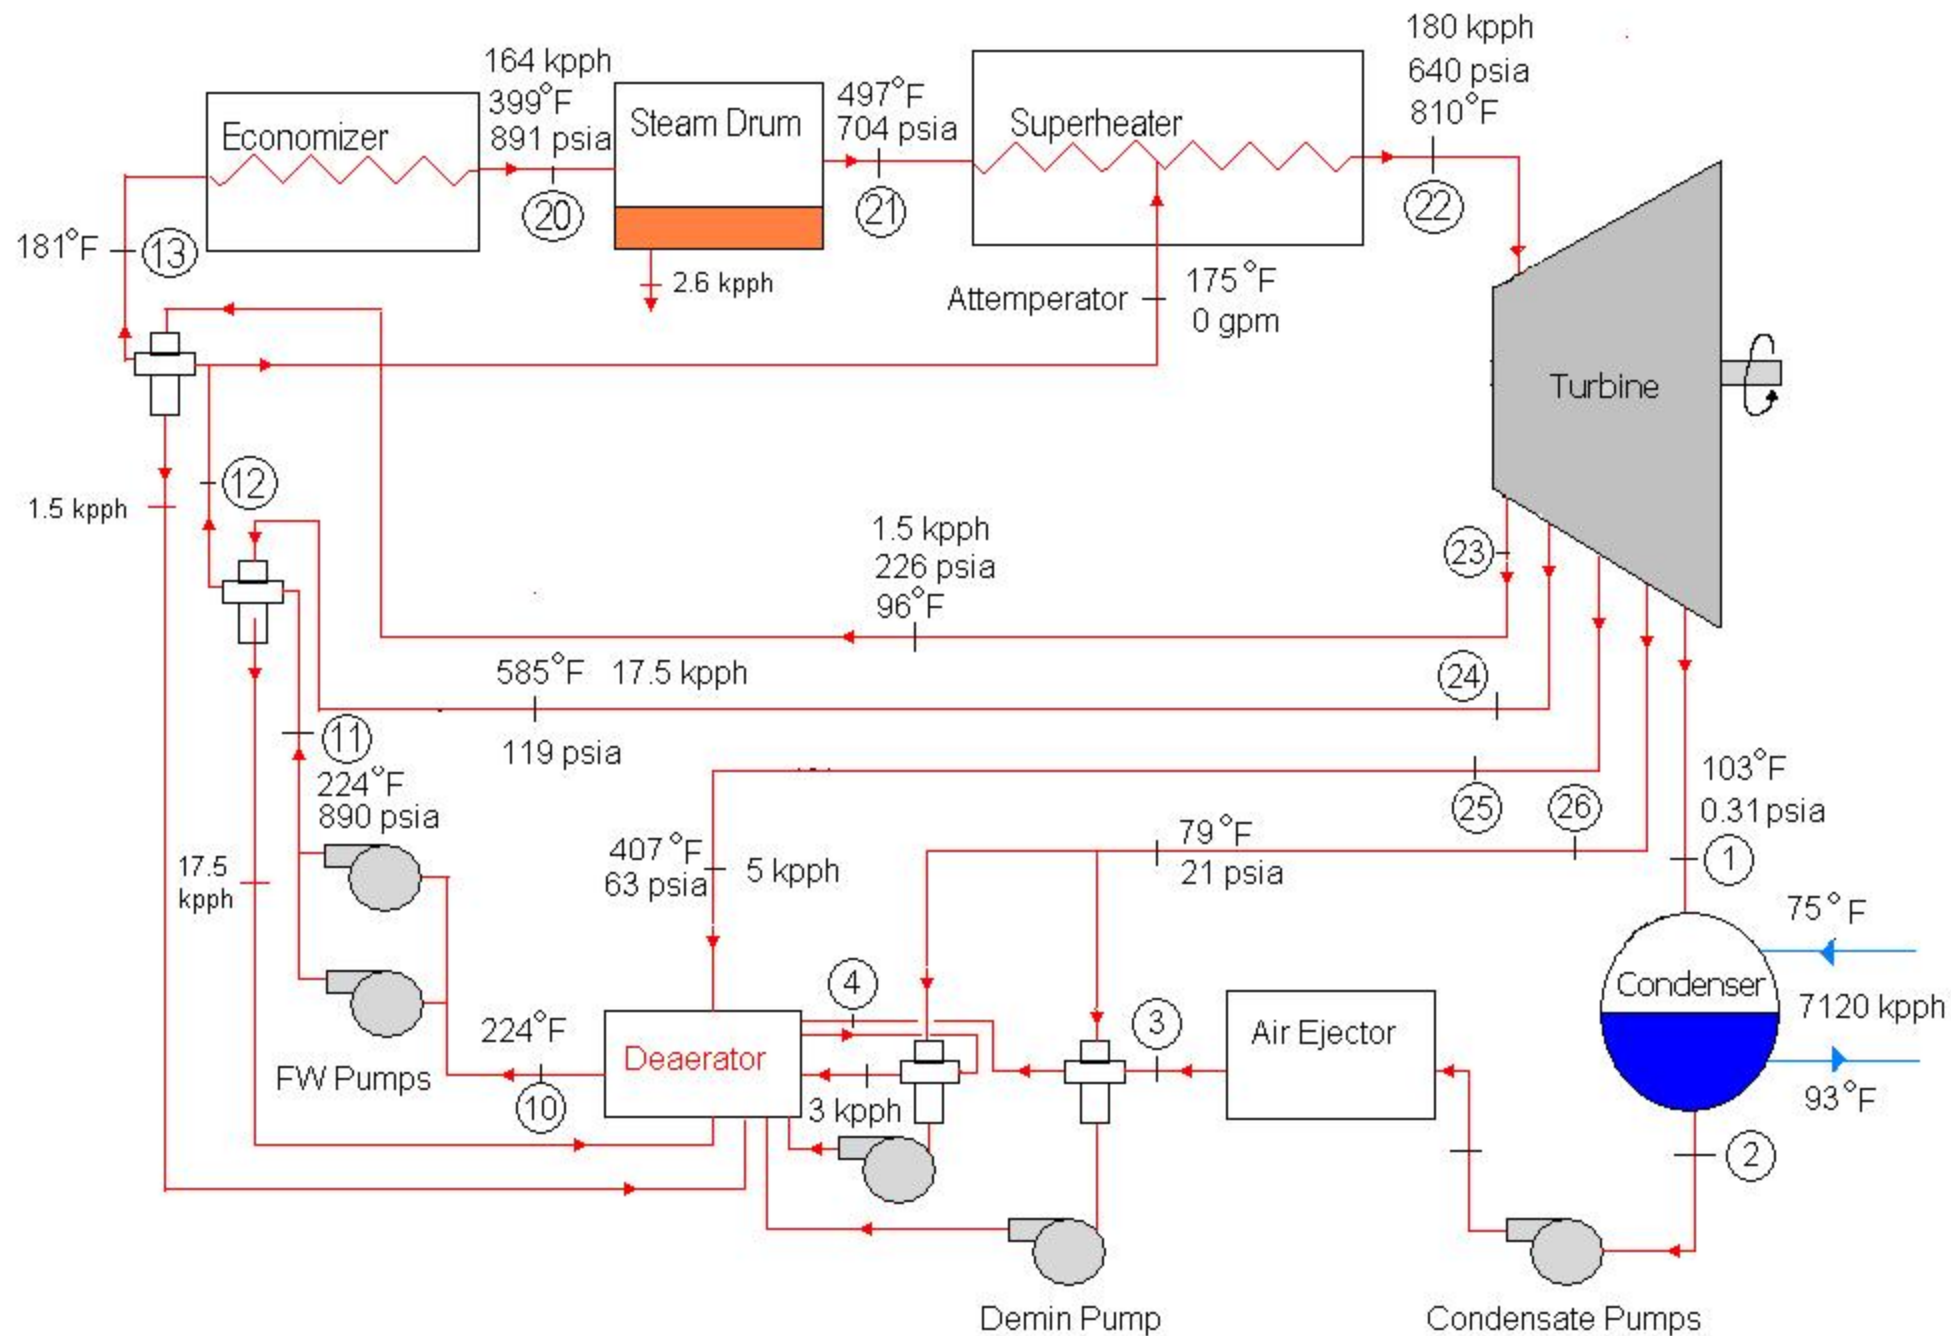 180 kpph
640 psia
810°F
164 kpph
399°F
891 psia
497°F
704 psia
Economizer
Steam Drum
Superheater
20
21
22
181°F
13
2.6 kpph
Attemperator
175°F
0 gpm
Turbine
12
1.5 kpph
1.5 kpph
226 psia
96°F
23
585°F 17.5 kpph
24
119 psia
11
224°F
890 psia
25
26
103°F
0.31 psia
1
79°F
21 psia
407°F
63 psia
5 kpph
17.5
kpph
75°F
Condenser
7120 kpph
93°F
4
3
Air Ejector
224°F
Deaerator
FW Pumps
10
3 kpph
2
Demin Pump
Condensate Pumps